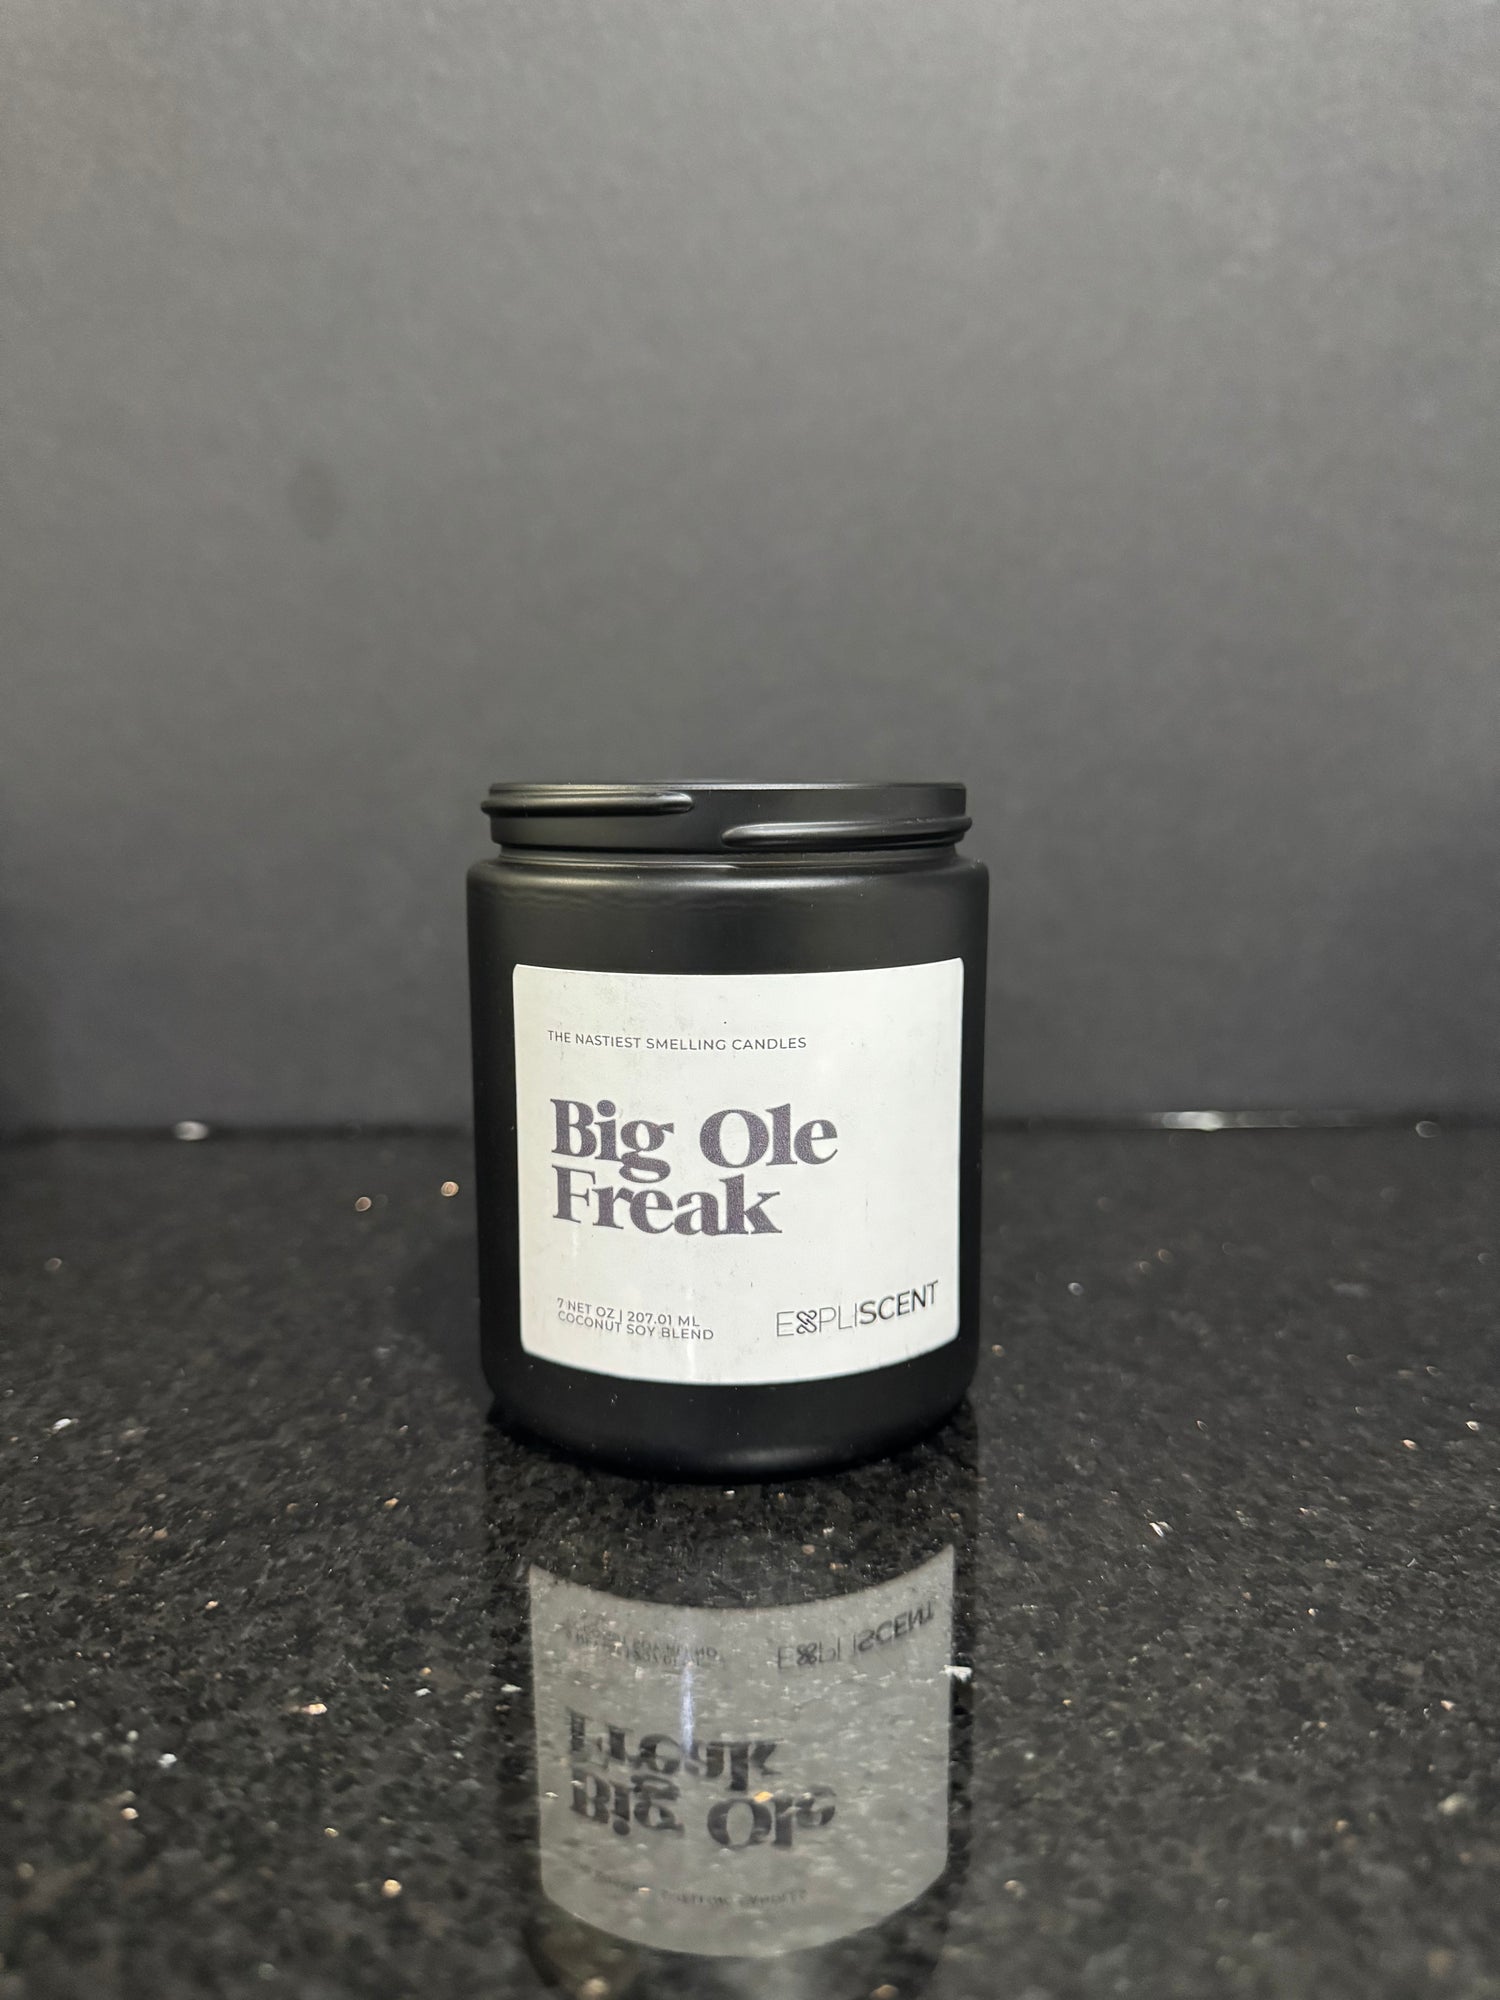 THE NASTIEST SMELLING CANDLES
Big Ole
Freak
7 NET OZ | 207.01 ML
COCONUT SOY BLEND
EXPLISCENT